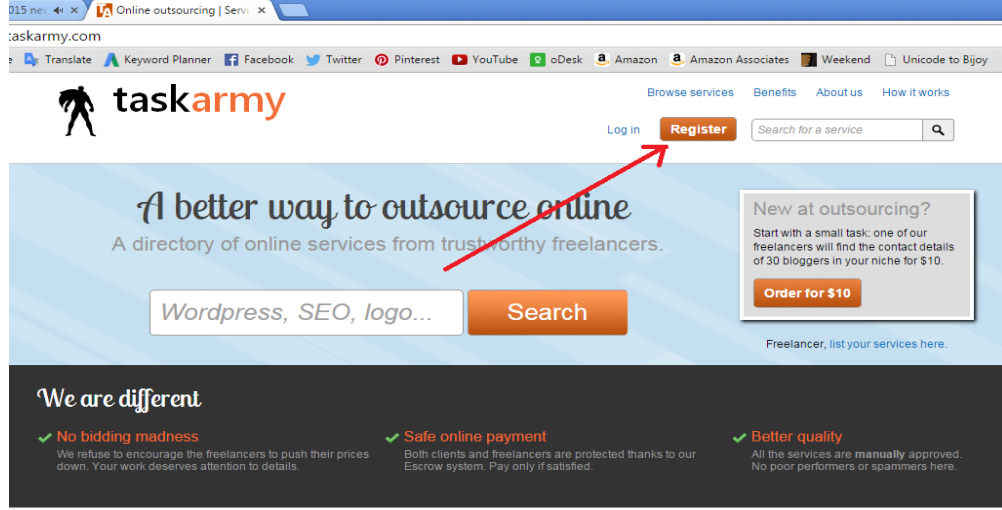 015 nev
Online outsourcing | Servi
taskarmy.com
e Translate Keyword Planner Facebook Twitter Pinterest YouTube oDesk Amazon Amazon Associates Weekend Unicode to Bijoy
taskarmy
Browse services Benefits About us How it works
Log in Register Search for a service
A better way to outsource online
A directory of online services from trustworthy freelancers.
Wordpress, SEO, logo... Search
New at outsourcing?
Start with a small task: one of our
freelancers will find the contact details
of 30 bloggers in your niche for $10.
Order for $10
Freelancer, list your services here.
We are different
No bidding madness
We refuse to encourage the freelancers to push their prices
down. Your work deserves attention to details.
Safe online payment
Both clients and freelancers are protected thanks to our
Escrow system. Pay only if satisfied.
Better quality
All the services are manually approved.
No poor performers or spammers here.